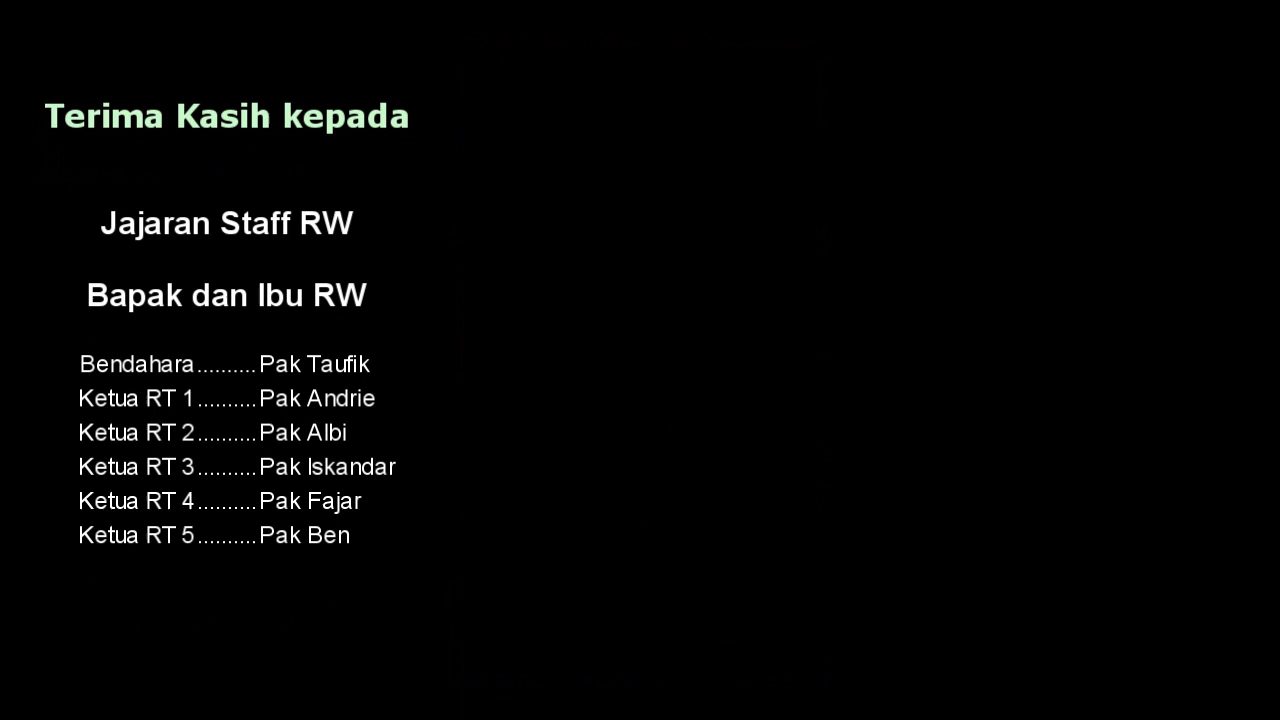 Terima Kasih kepada
Jajaran Staff RW
Bapak dan Ibu RW
Bendahara..........Pak Taufik
Ketua RT 1..........Pak Andrie
Ketua RT 2..........Pak Albi
Ketua RT 3..........Pak Iskandar
Ketua RT 4..........Pak Fajar
Ketua RT 5..........Pak Ben